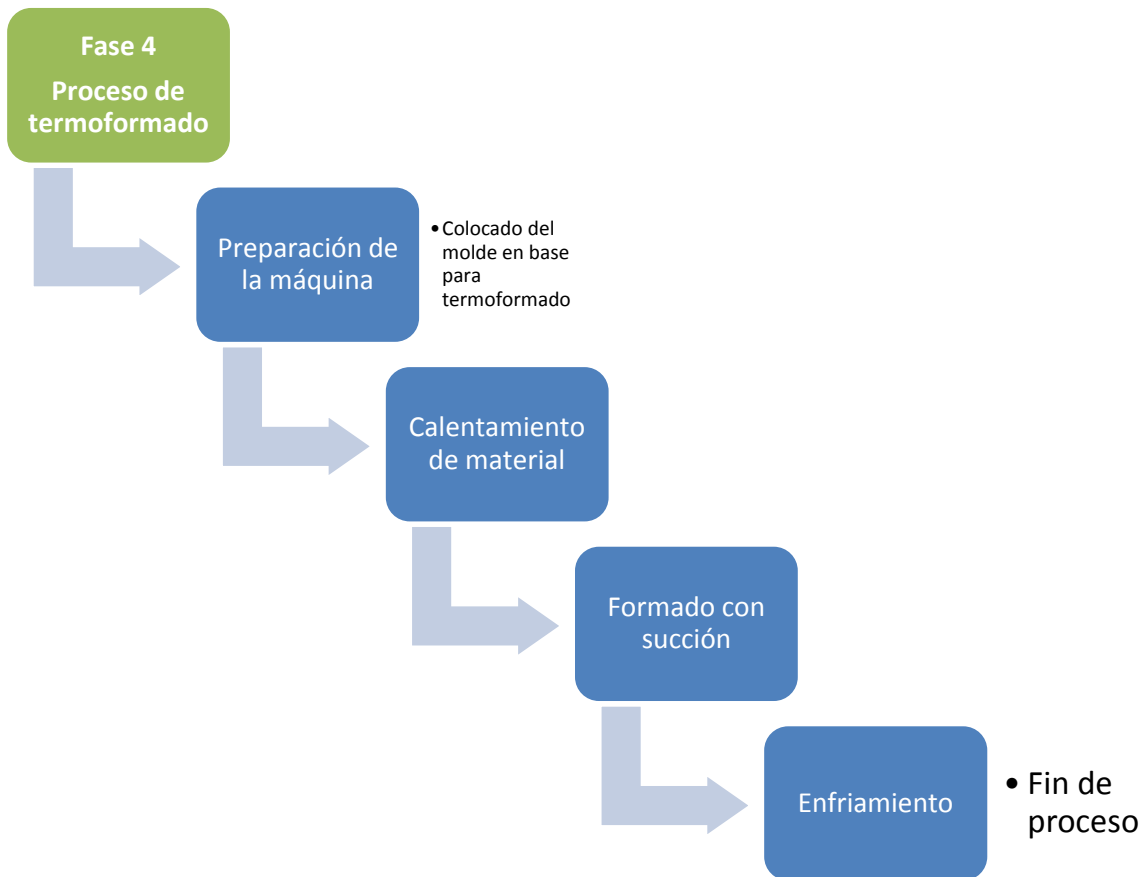 Fase 4
Proceso de
termoformado
Preparación de
la máquina
•Colocado del
molde en base
para
termoformado
Calentamiento
de material
Formado con
succión
Enfriamiento
• Fin de
proceso